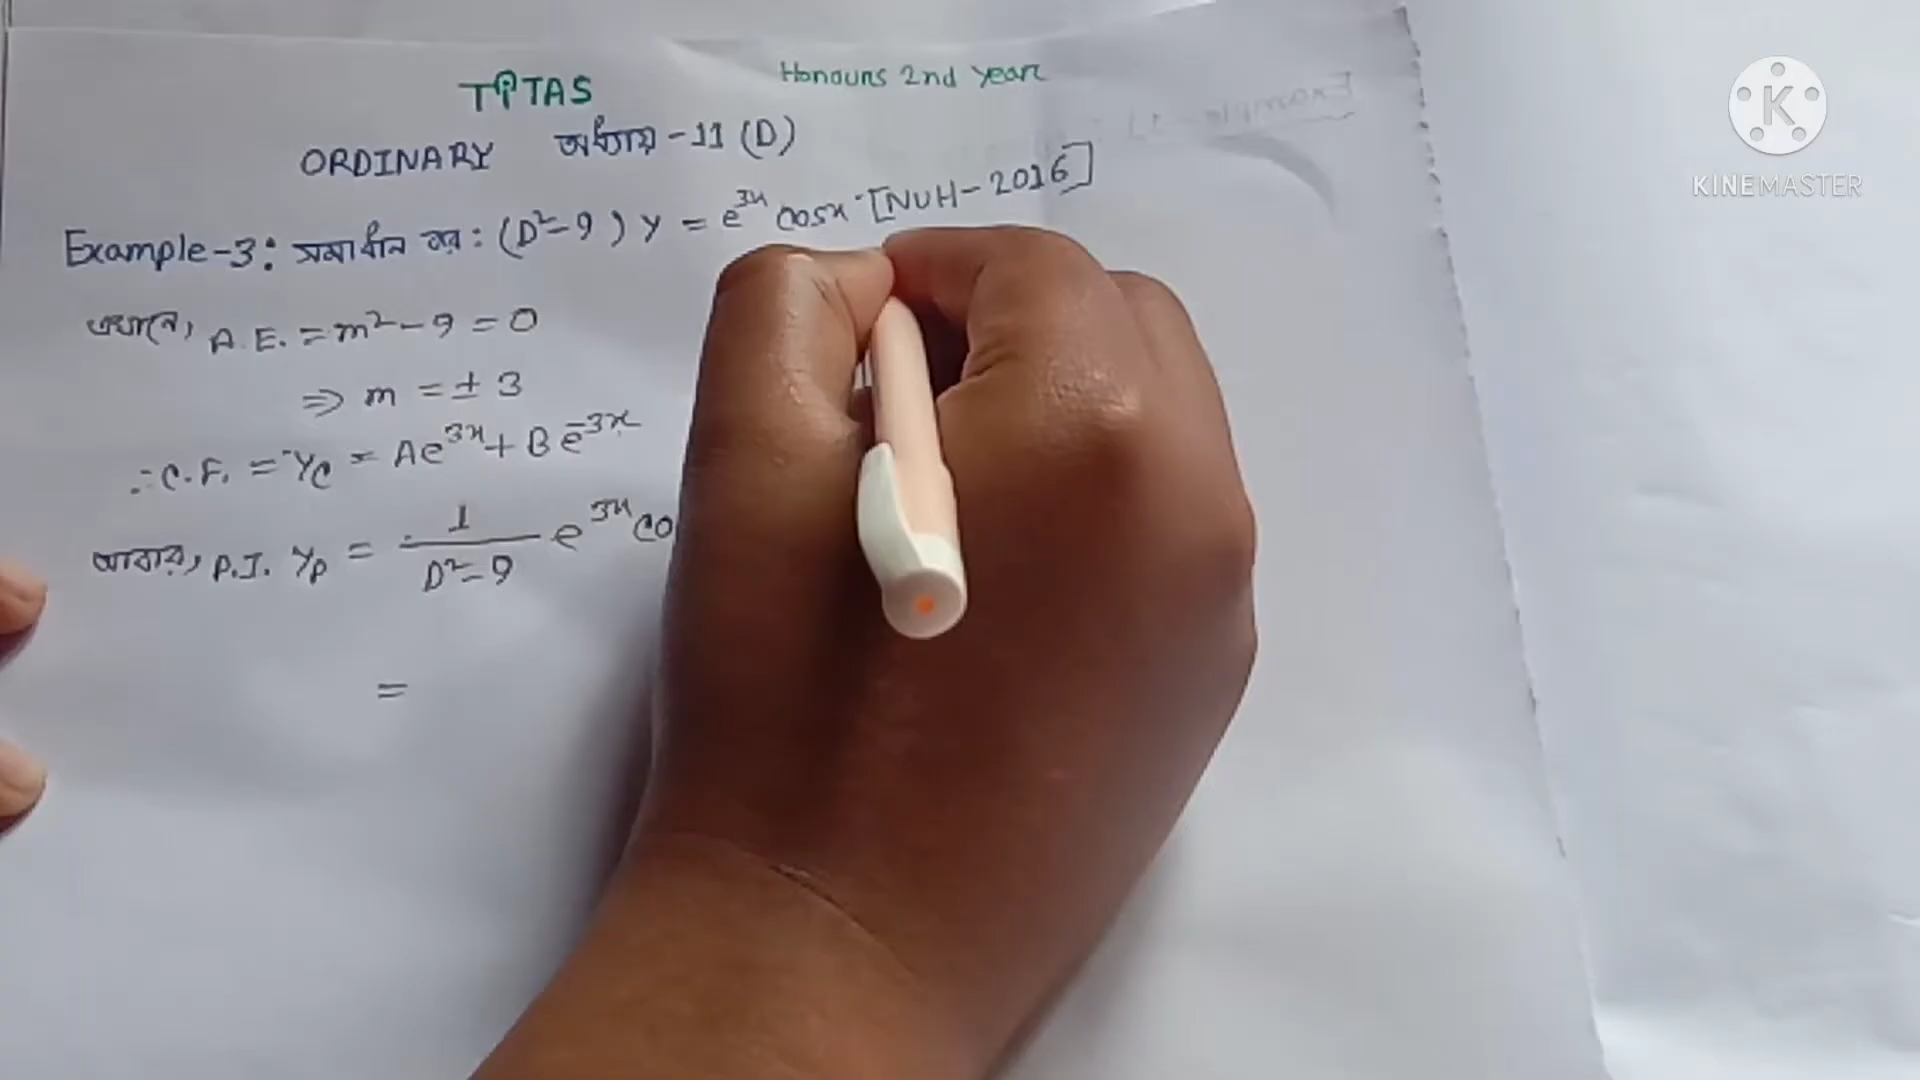 TITAS Honours 2nd Year
ORDINARY অধ্যায় -11 (D)
Example-3: সমাধান কর: (D²-9) y = e³ˣ cosx [NUH-2016]
এখানে, A.E. = m² - 9 = 0
⇒ m = ± 3
∴ C.F. = Yc = Ae³ˣ + Be⁻³ˣ
আবার, P.I. Yp = 1/(D²-9) e³ˣ co
=
K
KINEMASTER